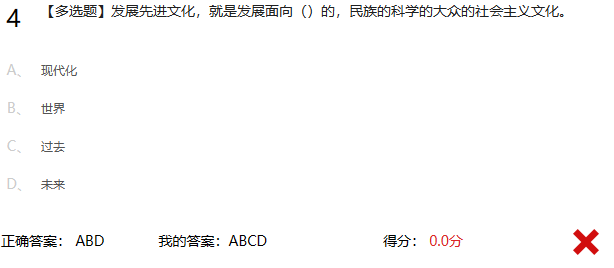 4 【多选题】发展先进文化，就是发展面向（）的，民族的科学的大众的社会主义文化。
A、 现代化
B、 世界
C、 过去
D、 未来
正确答案： ABD 我的答案：ABCD 得分： 0.0分